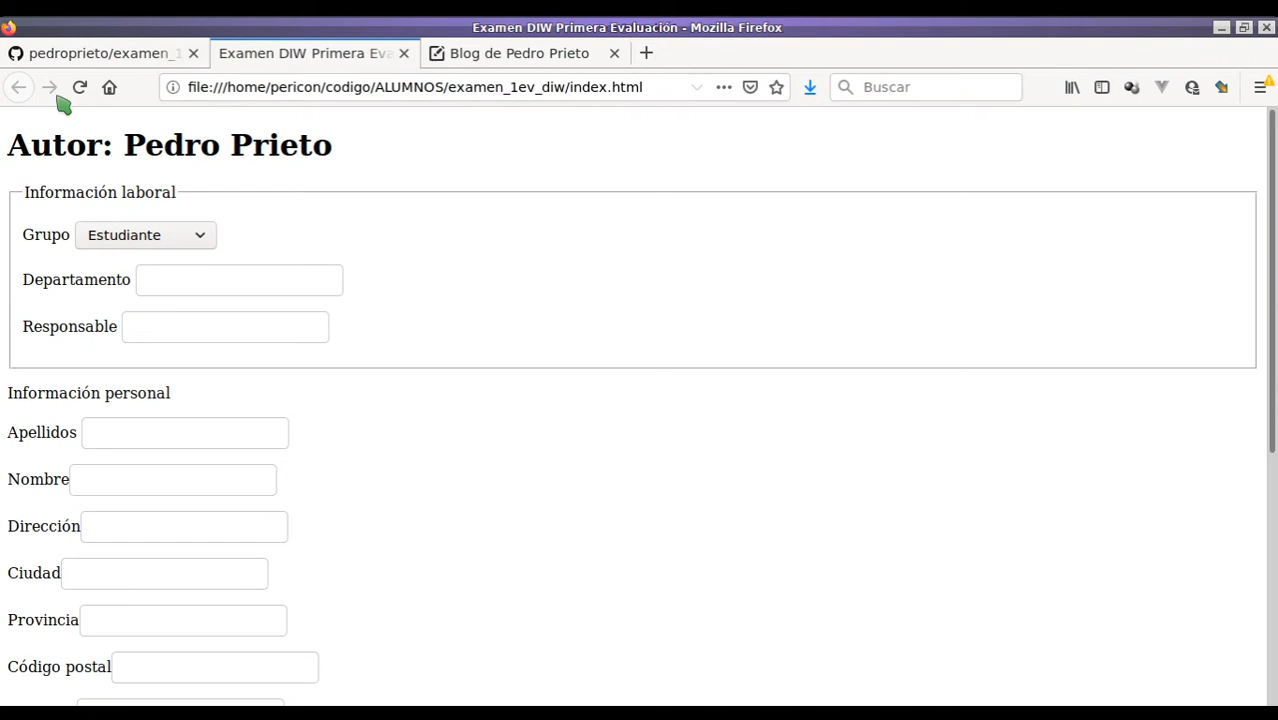 Examen DIW Primera Evaluación - Mozilla Firefox
pedroprieto/examen_1
Examen DIW Primera Eva
Blog de Pedro Prieto
file:///home/pericon/codigo/ALUMNOS/examen_1ev_diw/index.html
Buscar
Autor: Pedro Prieto
Información laboral
Grupo Estudiante
Departamento
Responsable
Información personal
Apellidos
Nombre
Dirección
Ciudad
Provincia
Código postal